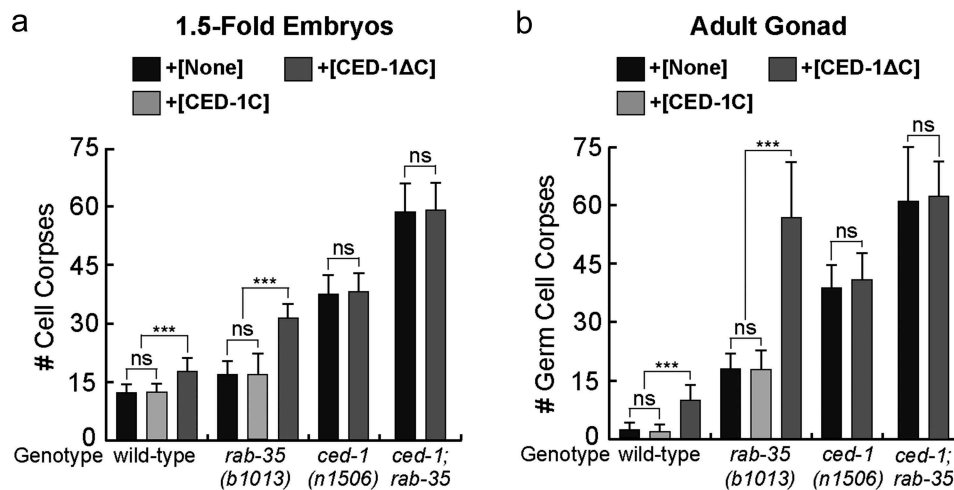 a
1.5-Fold Embryos
+[None]
+[CED-1ΔC]
+[CED-1C]
# Cell Corpses
75
60
45
30
15
0
ns
***
ns
***
ns
ns
Genotype
wild-type
rab-35
(b1013)
ced-1
(n1506)
ced-1;
rab-35
b
Adult Gonad
+[None]
+[CED-1ΔC]
+[CED-1C]
# Germ Cell Corpses
75
60
45
30
15
0
ns
***
ns
***
ns
ns
Genotype
wild-type
rab-35
(b1013)
ced-1
(n1506)
ced-1;
rab-35